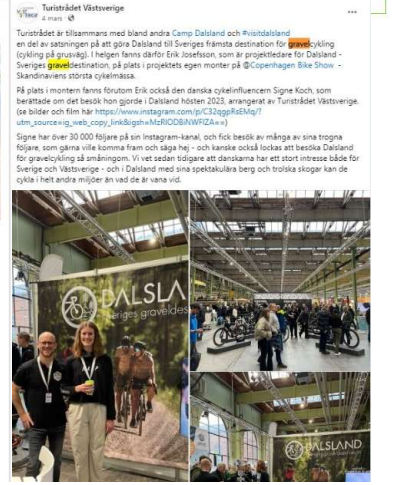 Turistrådet Västsverige
4 mars ·
Turistrådet är tillsammans med bland andra Camp Dalsland och #visitdalsland
en del av satsningen på att göra Dalsland till Sveriges främsta destination för gravelcykling
(cykling på grusväg). I helgen fanns därför Erik Josefsson, som är projektledare för Dalsland -
Sveriges graveldestination, på plats i projektets egen monter på @Copenhagen Bike Show -
Skandinaviens största cykelmässa.
På plats i montern fanns förutom Erik också den danska cykelinfluencern Signe Koch, som
berättade om det besök hon gjorde i Dalsland hösten 2023, arrangerat av Turistrådet Västsverige.
(se bilder och film här https://www.instagram.com/p/C32qgpRsEMq/?
utm_source=ig_web_copy_link&igsh=MzRlODBiNWFlZA==)
Signe har över 30 000 följare på sin Instagram-kanal, och fick besök av många av sina trogna
följare, som gärna ville komma fram och säga hej - och kanske också lockas att besöka Dalsland
för gravelcykling så småningom. Vi vet sedan tidigare att danskarna har ett stort intresse både för
Sverige och Västsverige - och i Dalsland med sina spektakulära berg och trolska skogar kan de
cykla i helt andra miljöer än vad de är vana vid.
DALSLA
Sveriges graveldes
DALSLAND